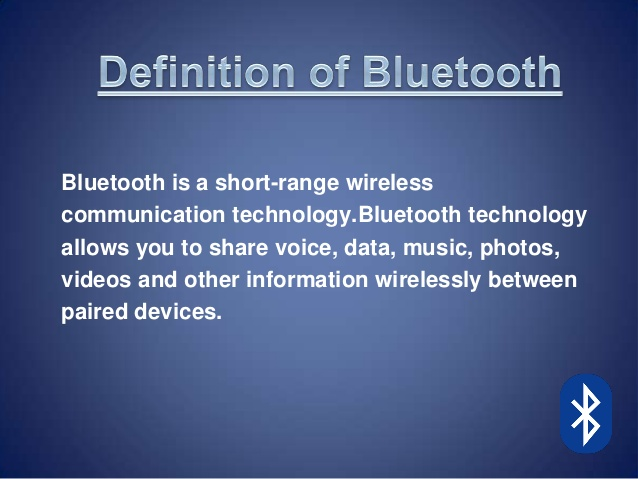 Definition of Bluetooth
Bluetooth is a short-range wireless
communication technology.Bluetooth technology
allows you to share voice, data, music, photos,
videos and other information wirelessly between
paired devices.